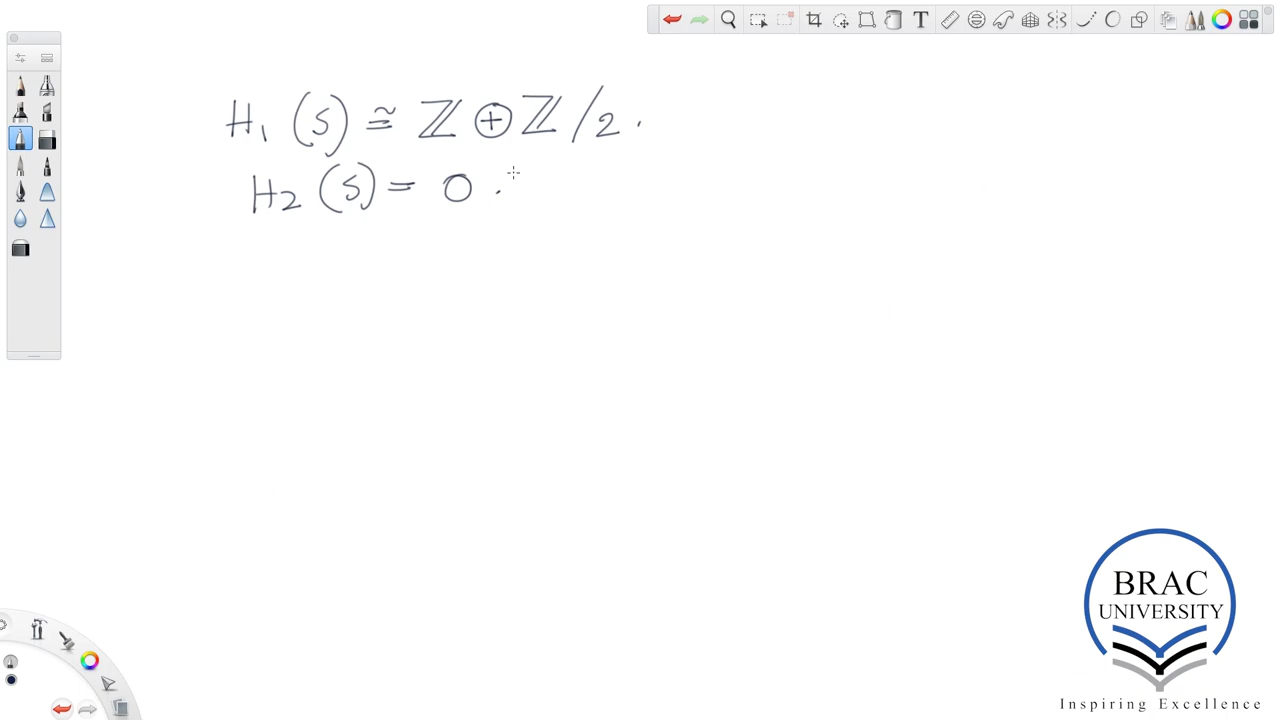 H₁ (S) ≅ ℤ ⊕ ℤ/2.
H₂ (S) = 0.
BRAC
UNIVERSITY
Inspiring Excellence